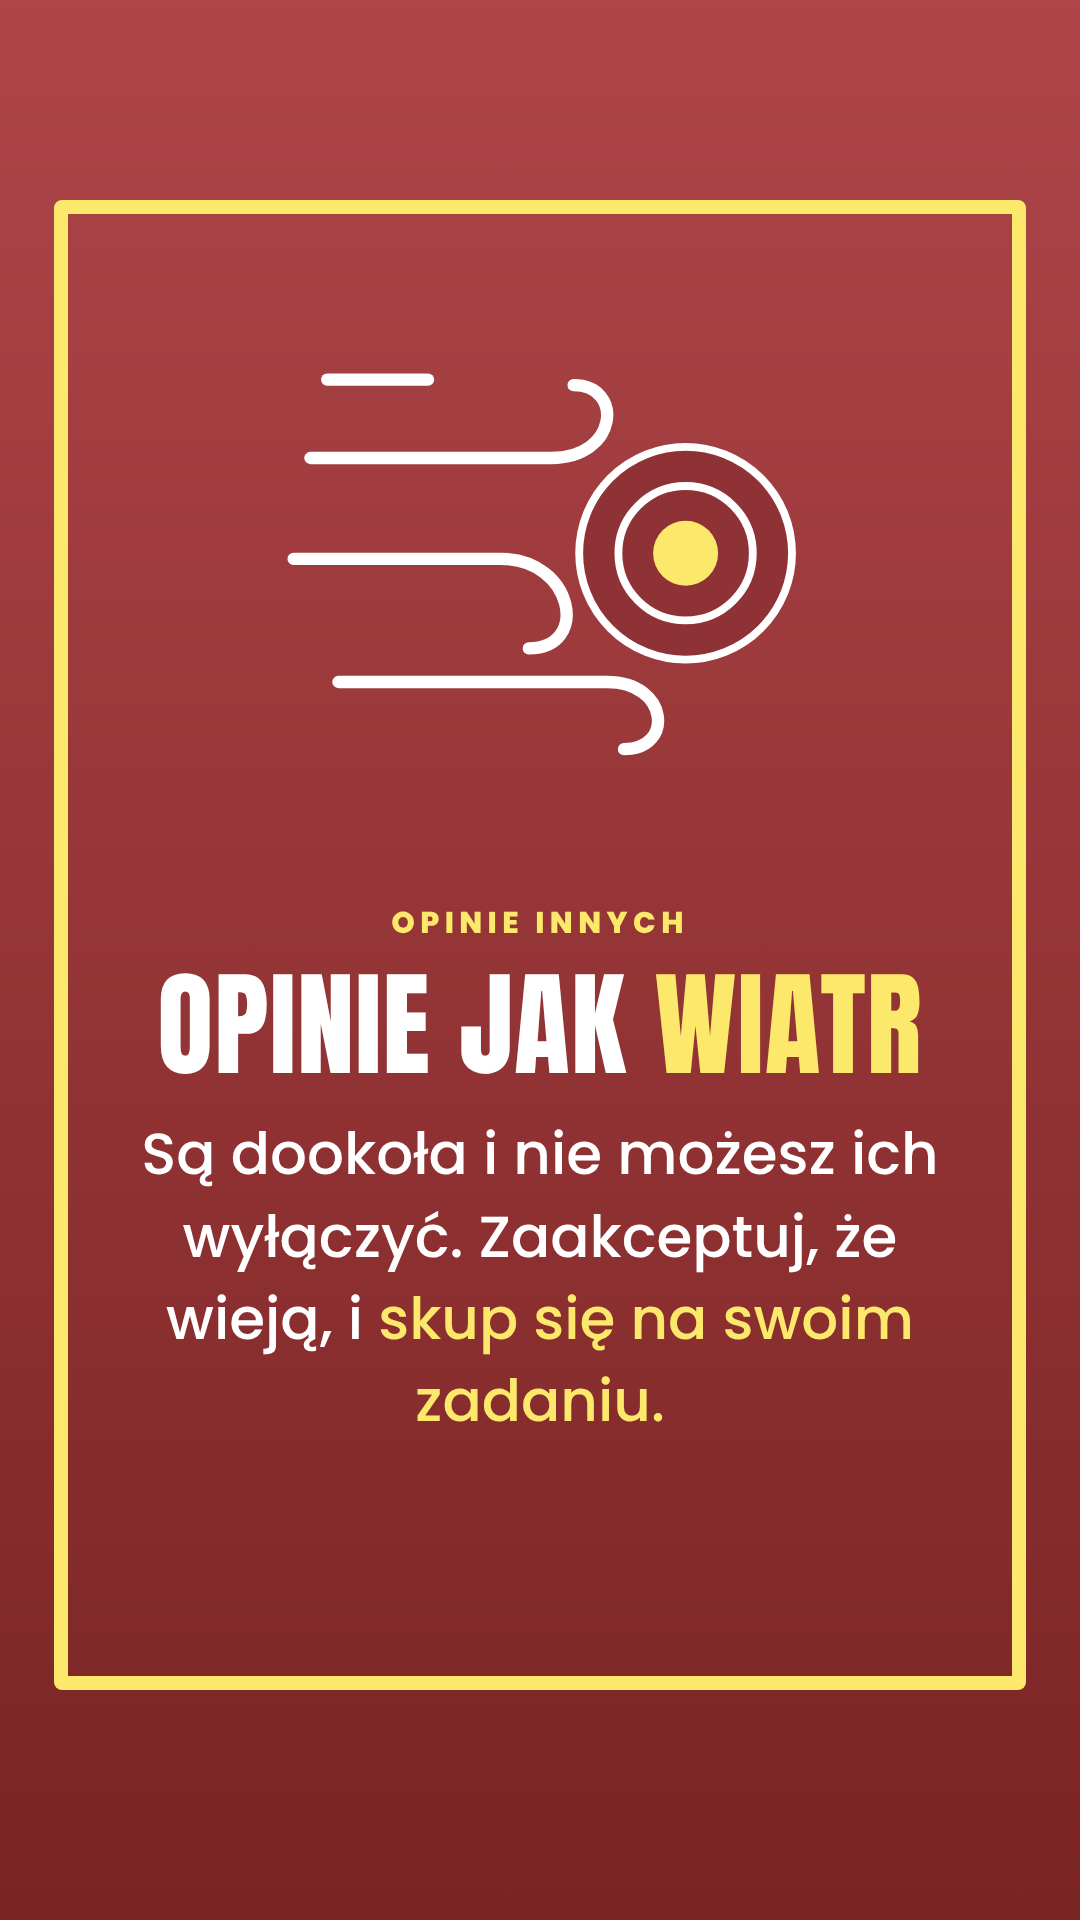 OPINIE INNYCH
OPINIE JAK WIATR
Są dookoła i nie możesz ich
wyłączyć. Zaakceptuj, że
wieją, i skup się na swoim
zadaniu.